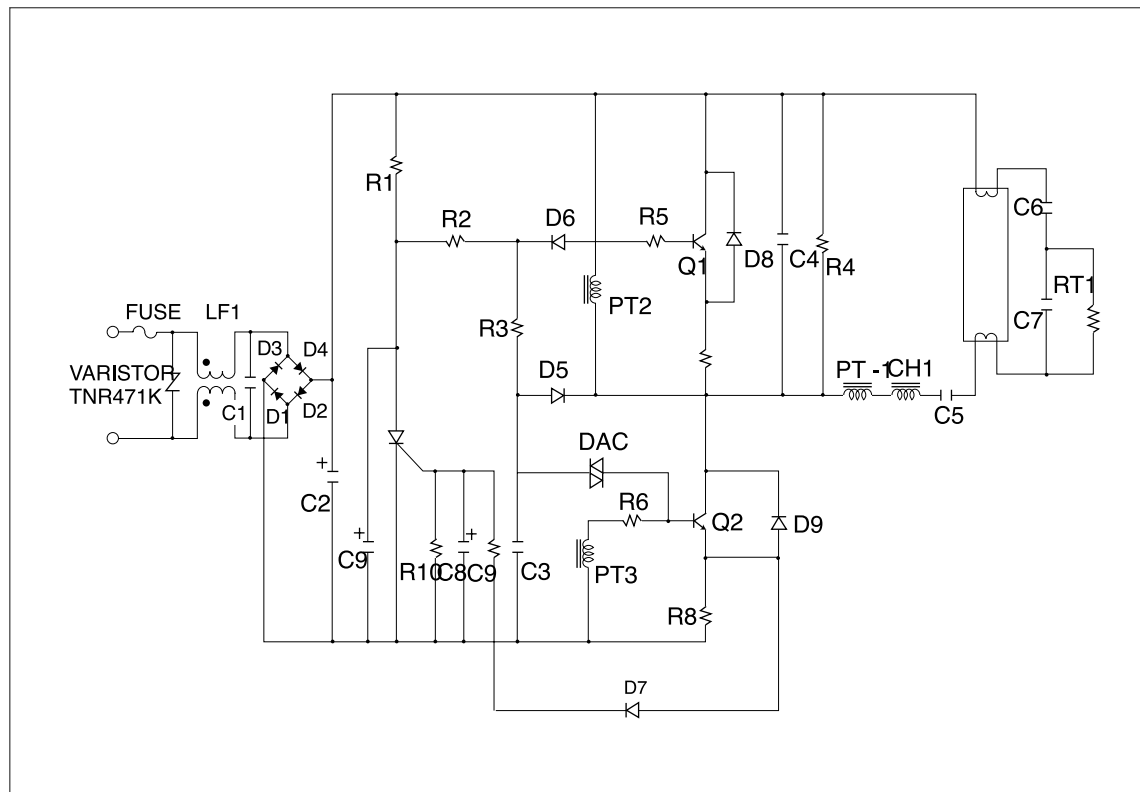 R1
R2
D6
R5
Q1
D8
C4
R4
C6
RT1
C7
PT2
R3
FUSE
LF1
D3
D4
VARISTOR
TNR471K
C1
D1
D2
D5
PT -1
CH1
C5
DAC
+
C2
R6
Q2
D9
+
C9
R10
+
C8
C9
C3
PT3
R8
D7